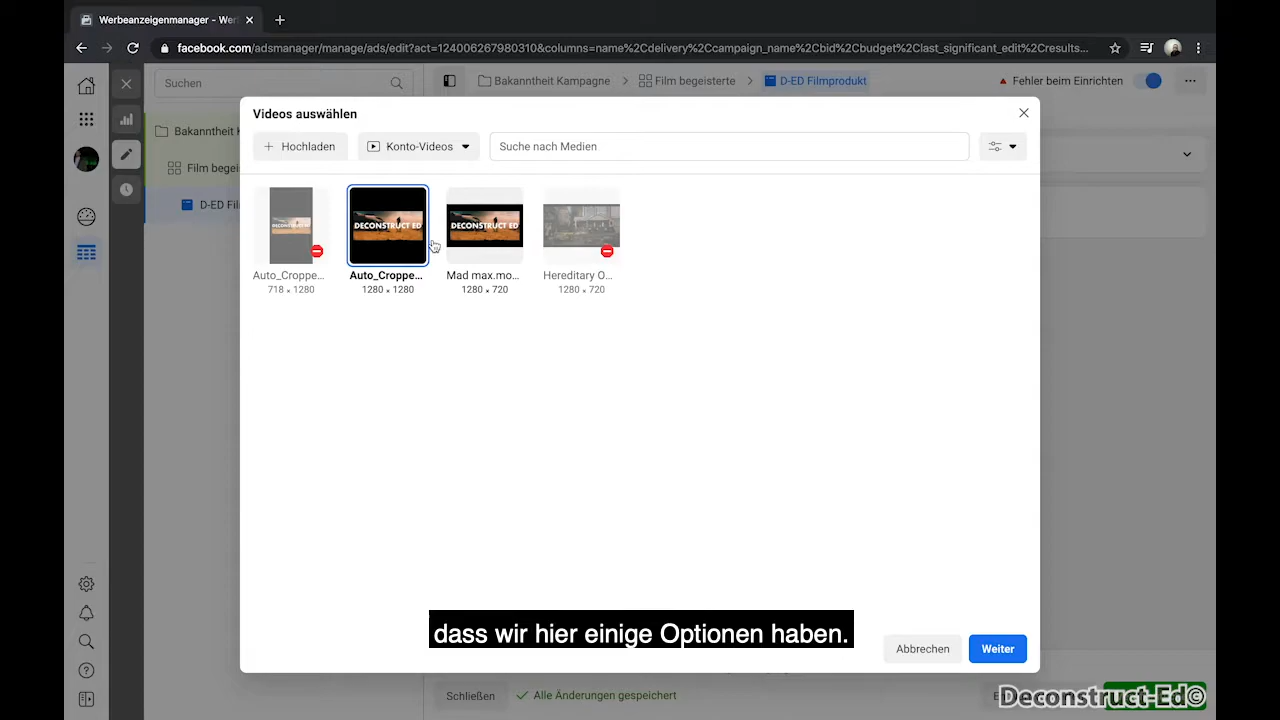 Werbeanzeigenmanager - Wer
facebook.com/adsmanager/manage/ads/edit?act=124006267980310&columns=name%2Cdelivery%2Ccampaign_name%2Cbid%2Cbudget%2Clast_significant_edit%2Cresults...
Suchen
Bakanntheit Kampagne
Film begeisterte
D-ED Filmprodukt
Fehler beim Einrichten
Bakanntheit K
Film begeis
D-ED Fil
Videos auswählen
Hochladen
Konto-Videos
Suche nach Medien
DECONSTRUCT ED
DECONSTRUCT ED
DECONSTRUCT ED
Auto_Croppe...
718 × 1280
Auto_Croppe...
1280 × 1280
Mad max.mo...
1280 × 720
Hereditary O...
1280 × 720
dass wir hier einige Optionen haben.
Abbrechen
Weiter
Schließen
Alle Änderungen gespeichert
Deconstruct-Ed©